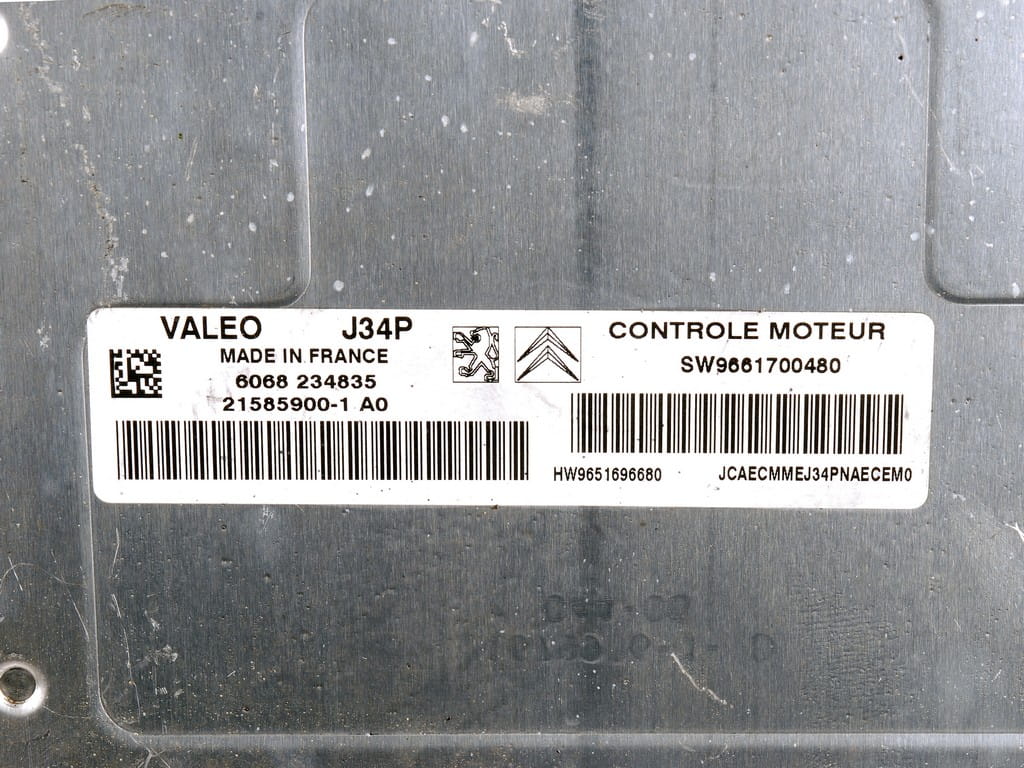 VALEO J34P
MADE IN FRANCE
6068 234835
21585900-1 A0
CONTROLE MOTEUR
SW9661700480
HW9651696680 JCAECMMEJ34PNAECEM0